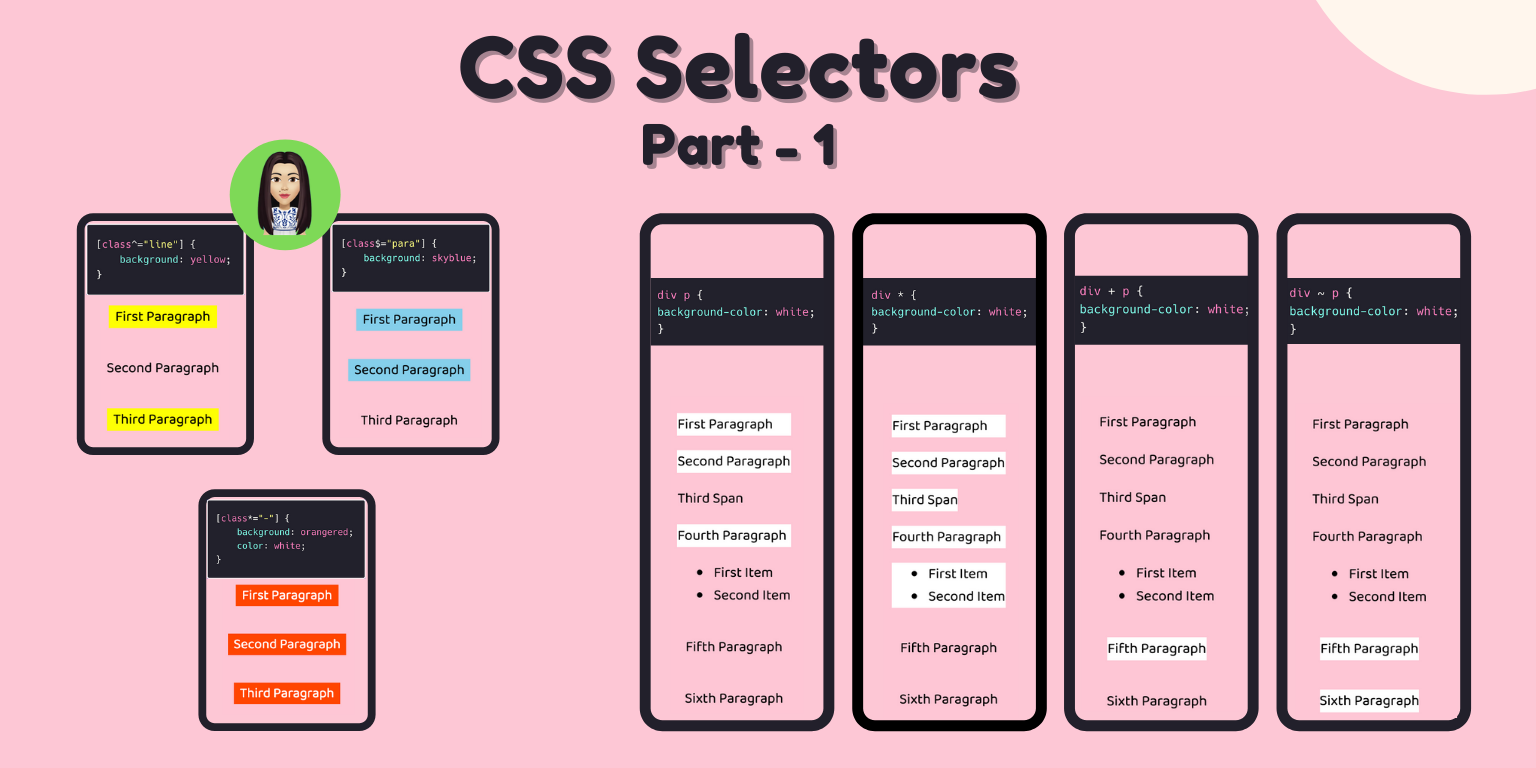 CSS Selectors
Part - 1
[class^="line"] {
background: yellow;
}
First Paragraph
Second Paragraph
Third Paragraph
[class$="para"] {
background: skyblue;
}
First Paragraph
Second Paragraph
Third Paragraph
[class*="-"] {
background: orangered;
color: white;
}
First Paragraph
Second Paragraph
Third Paragraph
div p {
background-color: white;
}
First Paragraph
Second Paragraph
Third Span
Fourth Paragraph
• First Item
• Second Item
Fifth Paragraph
Sixth Paragraph
div * {
background-color: white;
}
First Paragraph
Second Paragraph
Third Span
Fourth Paragraph
• First Item
• Second Item
Fifth Paragraph
Sixth Paragraph
div + p {
background-color: white;
}
First Paragraph
Second Paragraph
Third Span
Fourth Paragraph
• First Item
• Second Item
Fifth Paragraph
Sixth Paragraph
div ~ p {
background-color: white;
}
First Paragraph
Second Paragraph
Third Span
Fourth Paragraph
• First Item
• Second Item
Fifth Paragraph
Sixth Paragraph